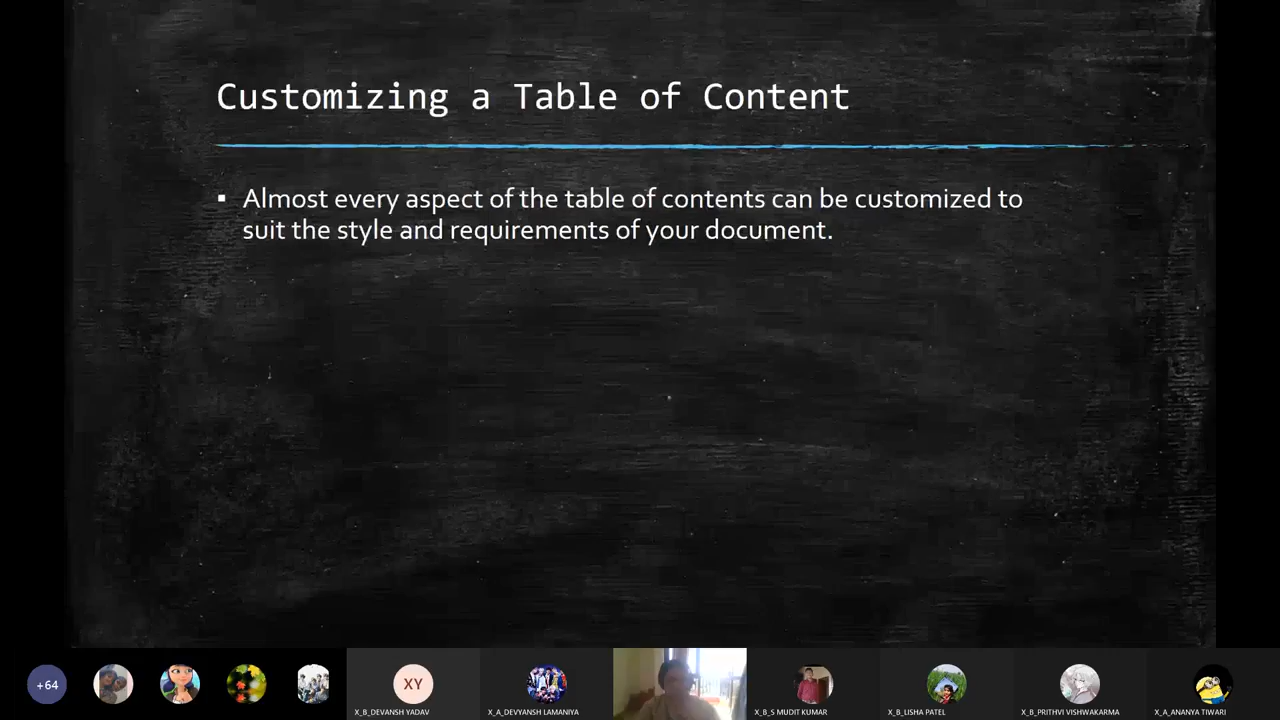 Customizing a Table of Content
▪ Almost every aspect of the table of contents can be customized to
suit the style and requirements of your document.
+64
XY
X_B_DEVANSH YADAV
X_A_DEVYANSH LAMANIYA
X_B_S MUDIT KUMAR
X_B_LISHA PATEL
X_B_PRITHVI VISHWAKARMA
X_A_ANANYA TIWARI